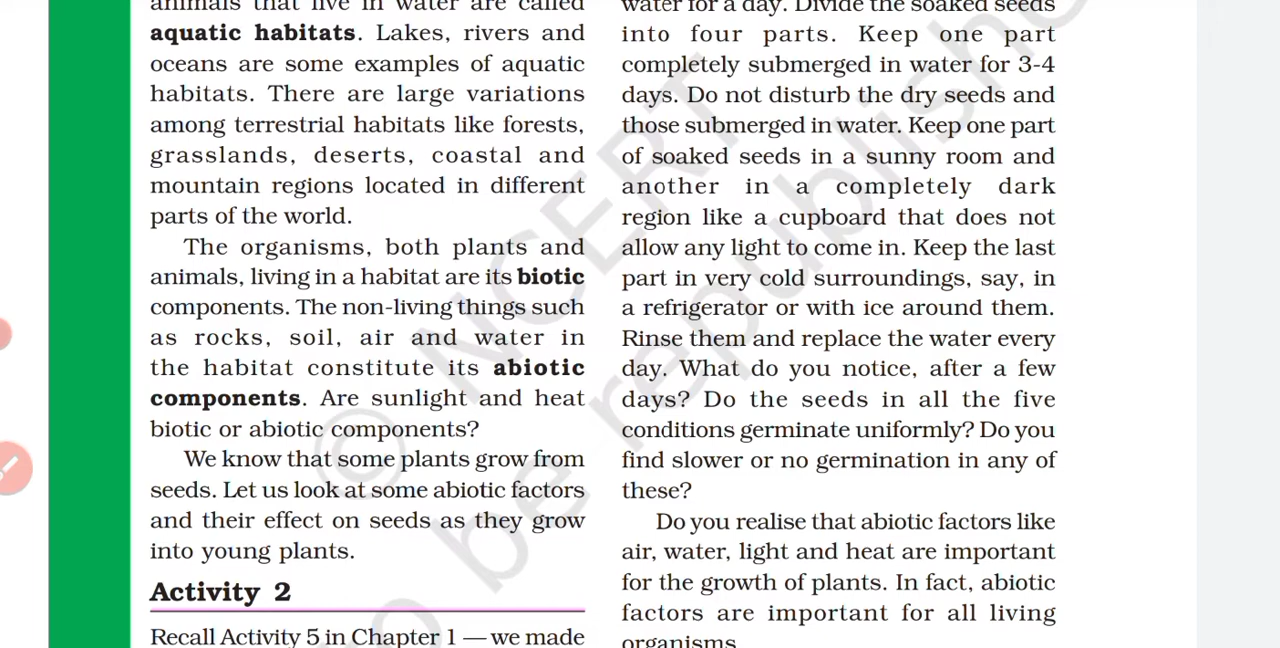 animals that live in water are called
aquatic habitats. Lakes, rivers and
oceans are some examples of aquatic
habitats. There are large variations
among terrestrial habitats like forests,
grasslands, deserts, coastal and
mountain regions located in different
parts of the world.
The organisms, both plants and
animals, living in a habitat are its biotic
components. The non-living things such
as rocks, soil, air and water in
the habitat constitute its abiotic
components. Are sunlight and heat
biotic or abiotic components?
We know that some plants grow from
seeds. Let us look at some abiotic factors
and their effect on seeds as they grow
into young plants.
Activity 2
Recall Activity 5 in Chapter 1 — we made
water for a day. Divide the soaked seeds
into four parts. Keep one part
completely submerged in water for 3-4
days. Do not disturb the dry seeds and
those submerged in water. Keep one part
of soaked seeds in a sunny room and
another in a completely dark
region like a cupboard that does not
allow any light to come in. Keep the last
part in very cold surroundings, say, in
a refrigerator or with ice around them.
Rinse them and replace the water every
day. What do you notice, after a few
days? Do the seeds in all the five
conditions germinate uniformly? Do you
find slower or no germination in any of
these?
Do you realise that abiotic factors like
air, water, light and heat are important
for the growth of plants. In fact, abiotic
factors are important for all living
organisms.
© NCERT
be republishe